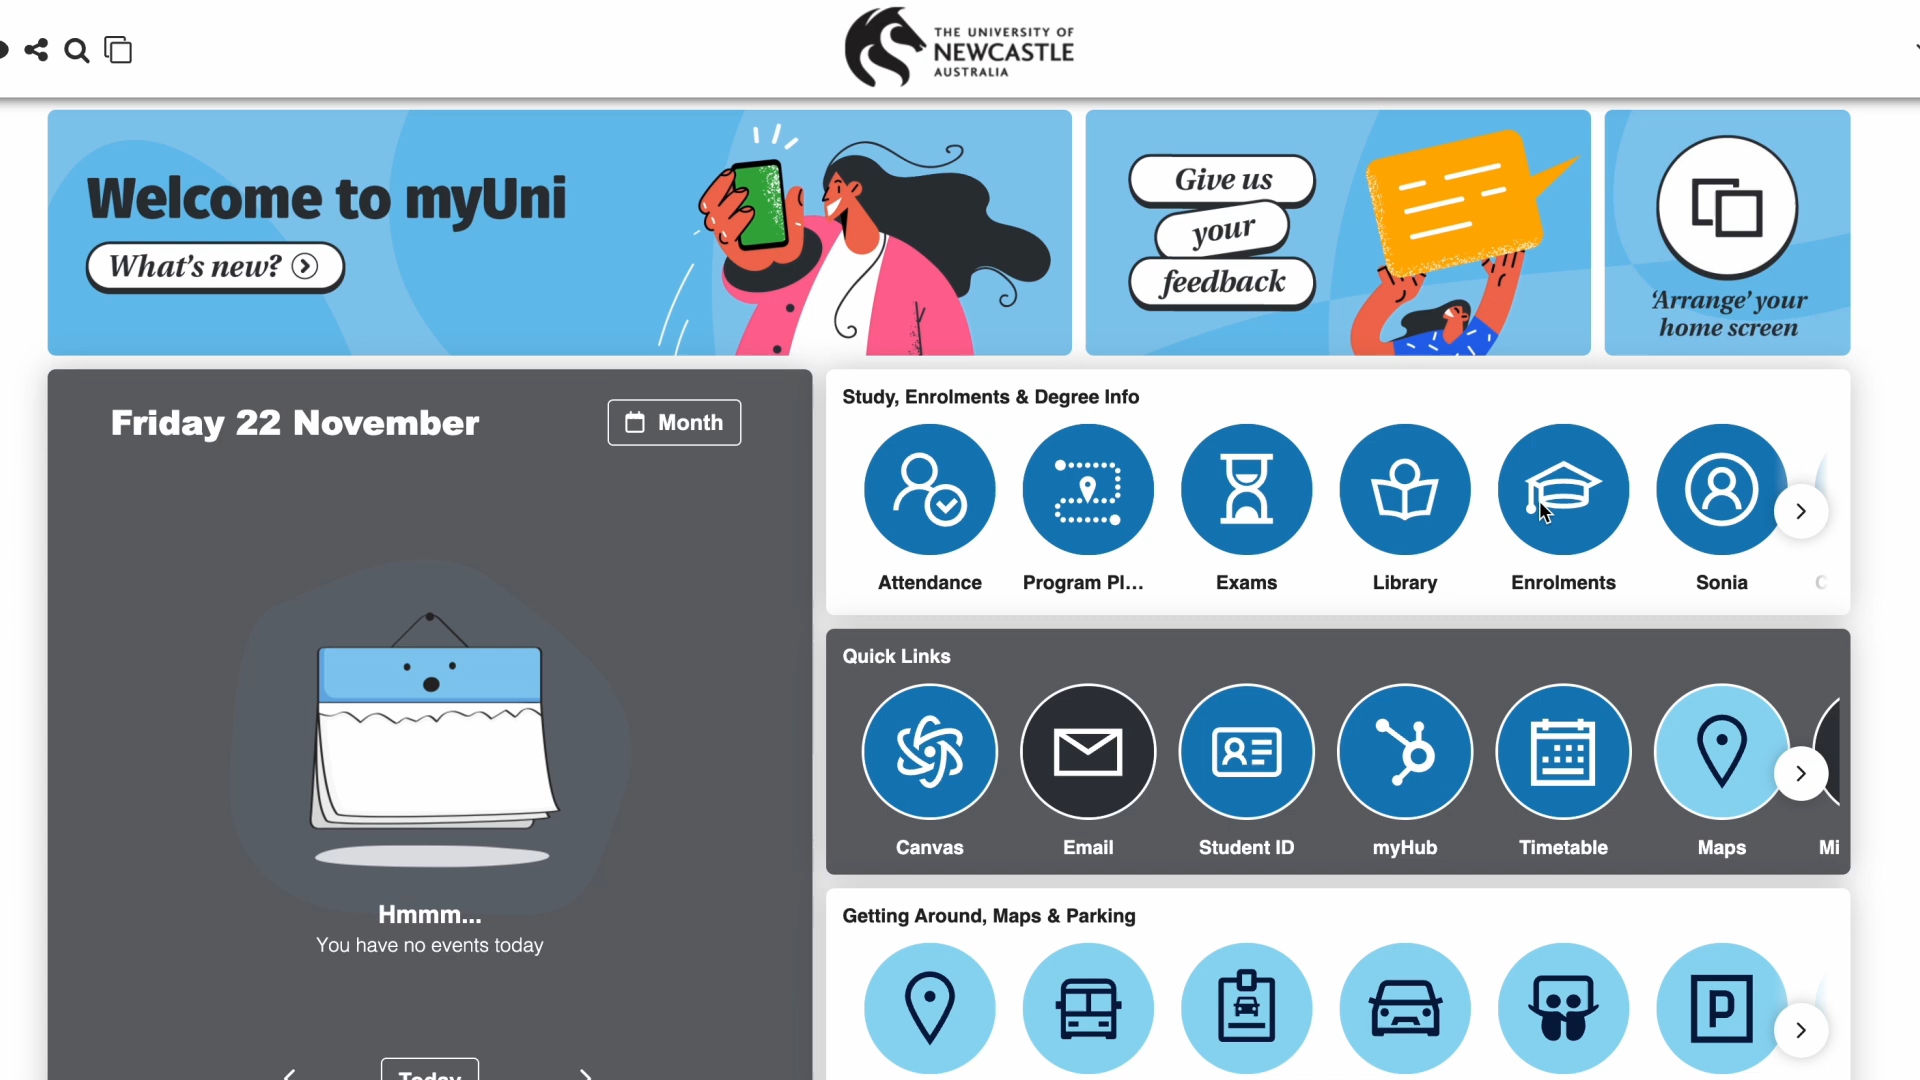 THE UNIVERSITY OF
NEWCASTLE
AUSTRALIA
Welcome to myUni
What's new?
Give us
your
feedback
'Arrange' your
home screen
Friday 22 November
Month
Hmmm...
You have no events today
Today
Study, Enrolments & Degree Info
Attendance
Program Pl...
Exams
Library
Enrolments
Sonia
Quick Links
Canvas
Email
Student ID
myHub
Timetable
Maps
Mi
Getting Around, Maps & Parking
P